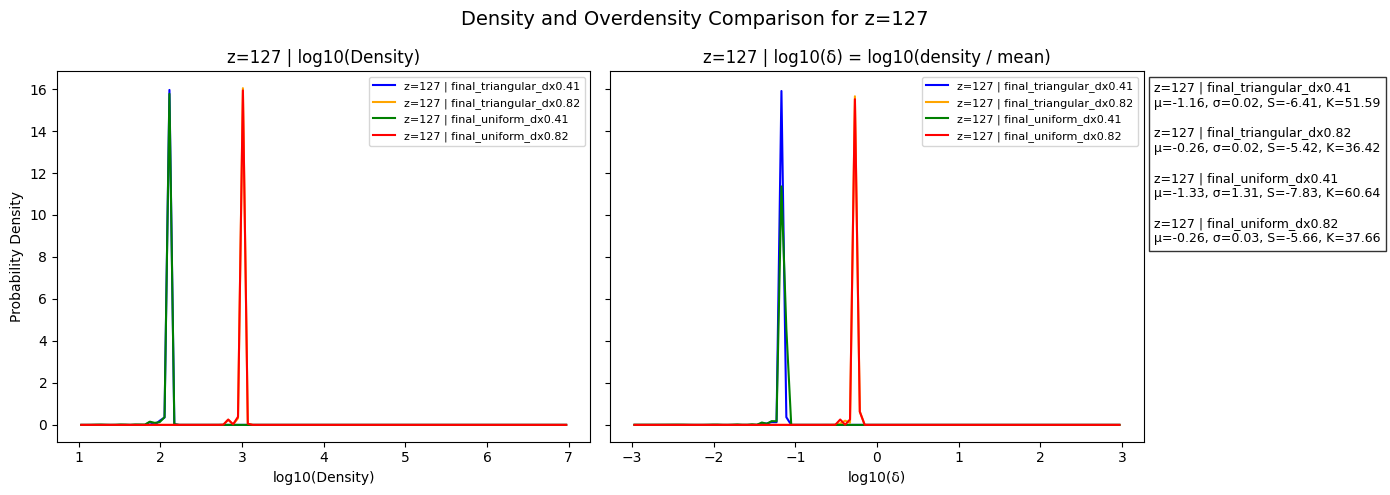 Density and Overdensity Comparison for z=127
z=127 | log10(Density)
16
14
12
10
8
6
4
2
0
Probability Density
1
2
3
4
5
6
7
log10(Density)
z=127 | final_triangular_dx0.41
z=127 | final_triangular_dx0.82
z=127 | final_uniform_dx0.41
z=127 | final_uniform_dx0.82
z=127 | log10(δ) = log10(density / mean)
z=127 | final_triangular_dx0.41
z=127 | final_triangular_dx0.82
z=127 | final_uniform_dx0.41
z=127 | final_uniform_dx0.82
−3
−2
−1
0
1
2
3
log10(δ)
z=127 | final_triangular_dx0.41
μ=-1.16, σ=0.02, S=-6.41, K=51.59
z=127 | final_triangular_dx0.82
μ=-0.26, σ=0.02, S=-5.42, K=36.42
z=127 | final_uniform_dx0.41
μ=-1.33, σ=1.31, S=-7.83, K=60.64
z=127 | final_uniform_dx0.82
μ=-0.26, σ=0.03, S=-5.66, K=37.66